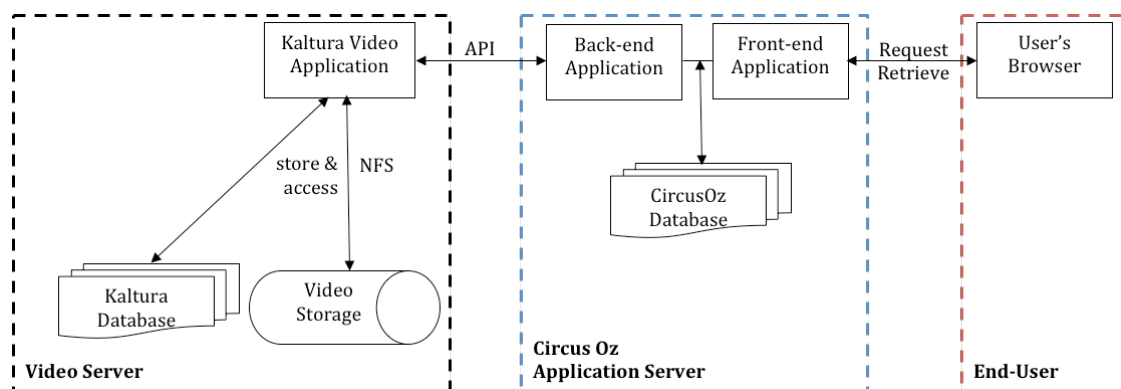 Kaltura Video
Application
API
Back-end
Application
Front-end
Application
Request
Retrieve
User's
Browser
store &
access
NFS
CircusOz
Database
Kaltura
Database
Video
Storage
Video Server
Circus Oz
Application Server
End-User